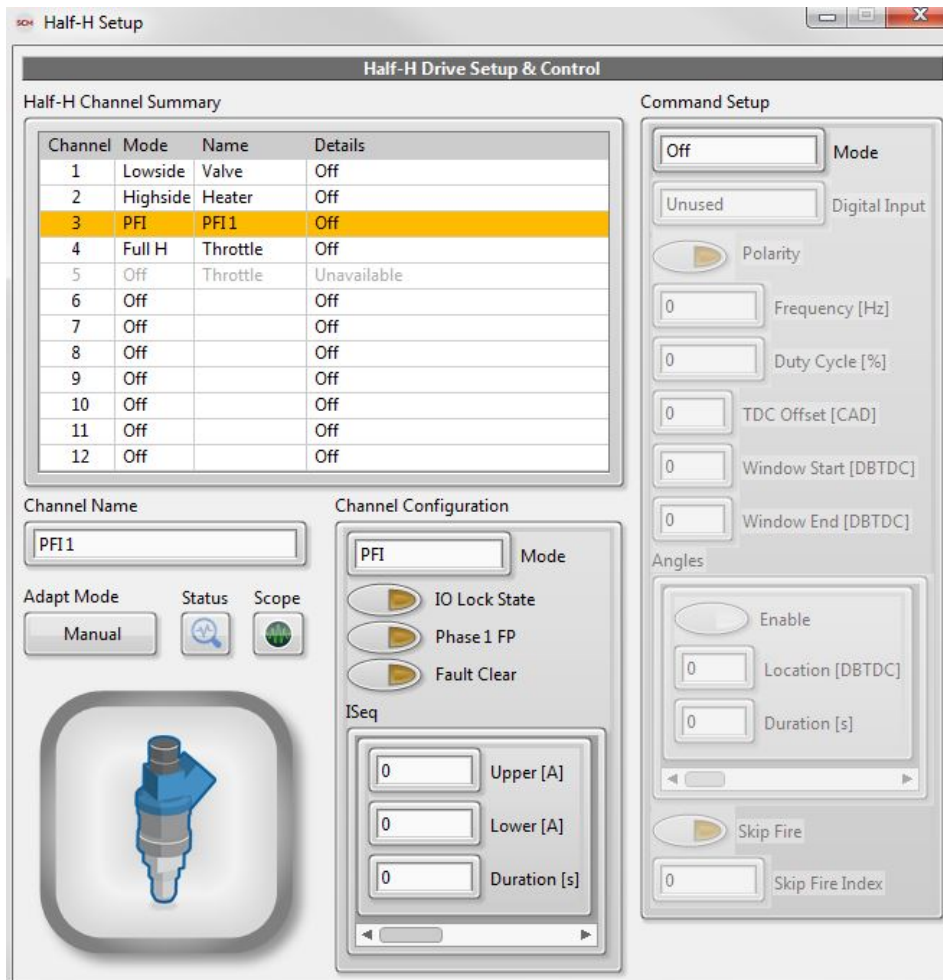 SCM Half-H Setup
Half-H Drive Setup & Control
Half-H Channel Summary
Channel Mode Name Details
1 Lowside Valve Off
2 Highside Heater Off
3 PFI PFI1 Off
4 Full H Throttle Off
5 Off Throttle Unavailable
6 Off Off
7 Off Off
8 Off Off
9 Off Off
10 Off Off
11 Off Off
12 Off Off
Channel Name
PFI1
Adapt Mode Status Scope
Manual
Channel Configuration
PFI Mode
IO Lock State
Phase 1 FP
Fault Clear
ISeq
0 Upper [A]
0 Lower [A]
0 Duration [s]
Command Setup
Off Mode
Unused Digital Input
Polarity
0 Frequency [Hz]
0 Duty Cycle [%]
0 TDC Offset [CAD]
0 Window Start [DBTDC]
0 Window End [DBTDC]
Angles
Enable
0 Location [DBTDC]
0 Duration [s]
Skip Fire
0 Skip Fire Index